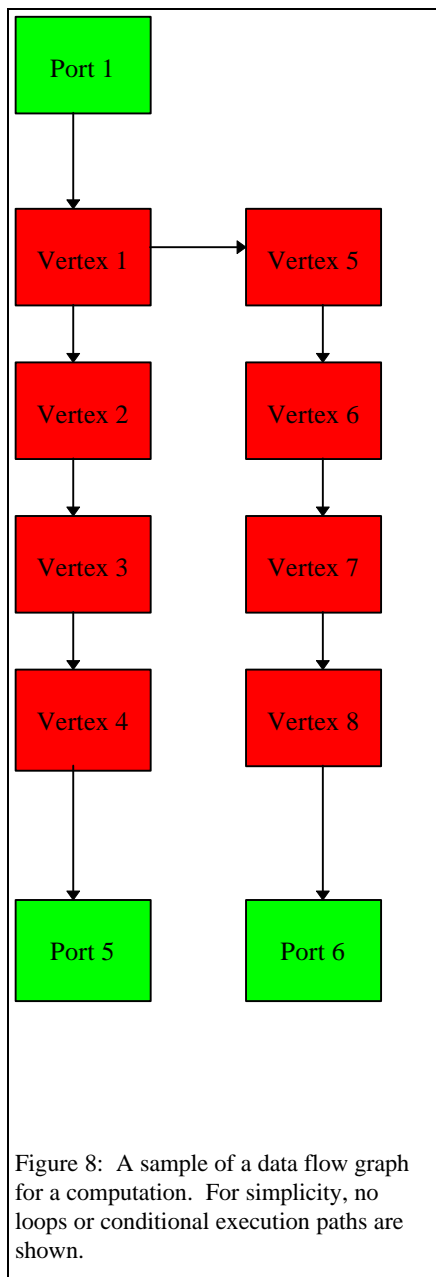 Port 1
Vertex 1
Vertex 5
Vertex 2
Vertex 6
Vertex 3
Vertex 7
Vertex 4
Vertex 8
Port 5
Port 6
Figure 8:  A sample of a data flow graph
for a computation.  For simplicity, no
loops or conditional execution paths are
shown.